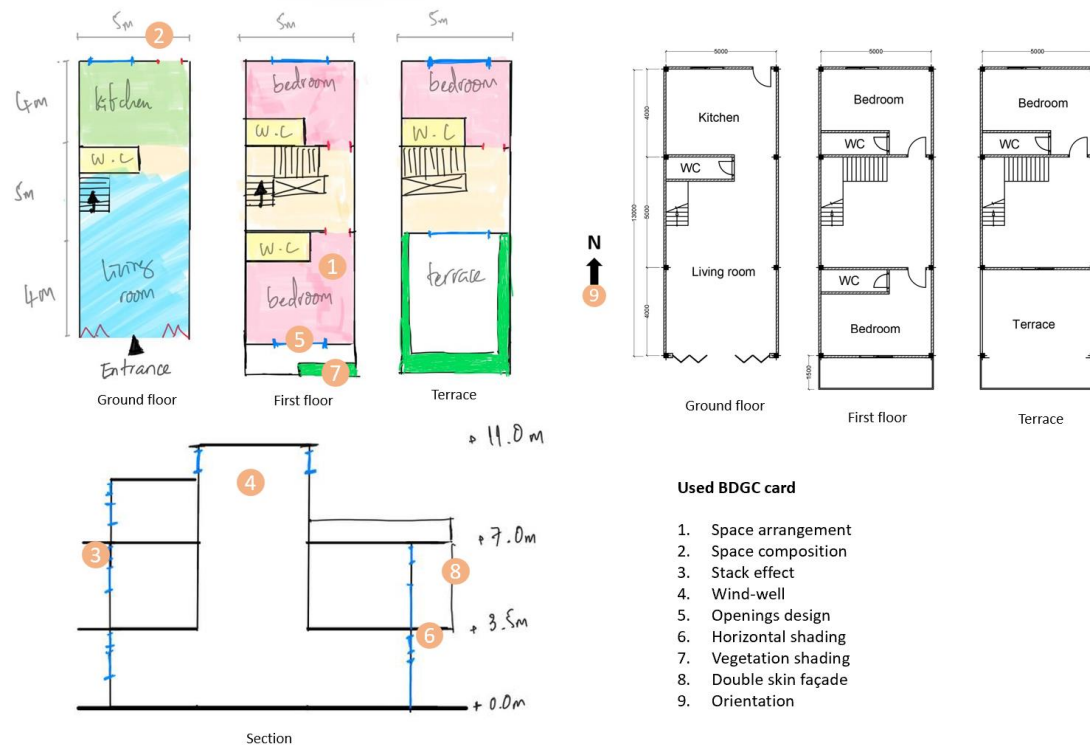 5m
5m
5m
2
kitchen
W.C
Living
room
Entrance
4m
5m
4m
Ground floor
bedroom
W.C
W.C
1
bedroom
5
7
First floor
bedroom
W.C
terrace
Terrace
N
9
5000
4000
5000
4000
13000
Kitchen
WC
Living room
Ground floor
5000
Bedroom
WC
WC
Bedroom
1500
First floor
5000
Bedroom
WC
Terrace
Terrace
4
3
8
6
+ 11.0m
+ 7.0m
+ 3.5m
+ 0.0m
Section
Used BDGC card
1. Space arrangement
2. Space composition
3. Stack effect
4. Wind-well
5. Openings design
6. Horizontal shading
7. Vegetation shading
8. Double skin façade
9. Orientation